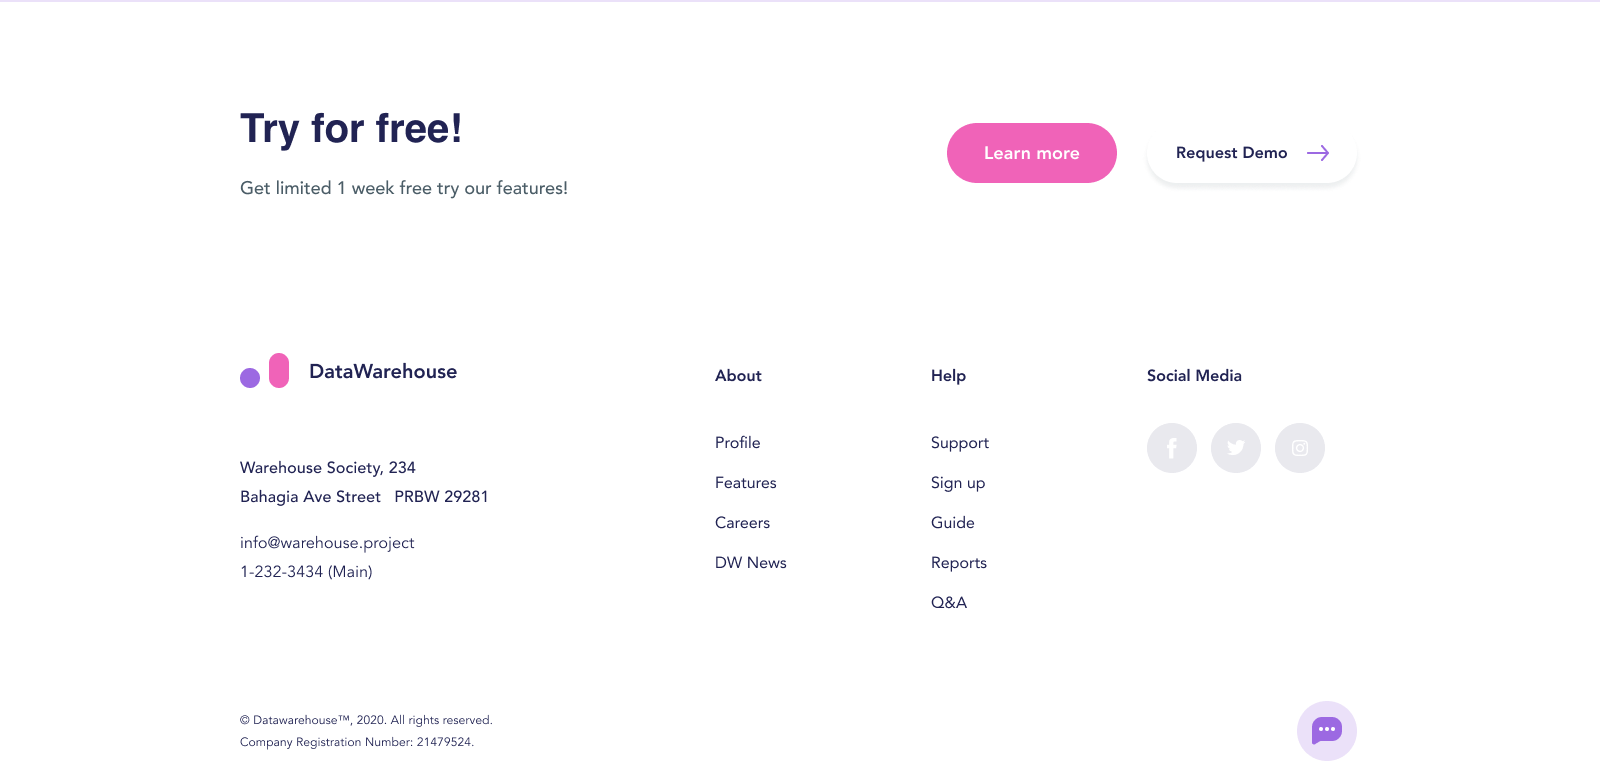 Try for free!
Get limited 1 week free try our features!
Learn more
Request Demo
DataWarehouse
Warehouse Society, 234
Bahagia Ave Street   PRBW 29281
info@warehouse.project
1-232-3434 (Main)
About
Profile
Features
Careers
DW News
Help
Support
Sign up
Guide
Reports
Q&A
Social Media
© Datawarehouse™, 2020. All rights reserved.
Company Registration Number: 21479524.